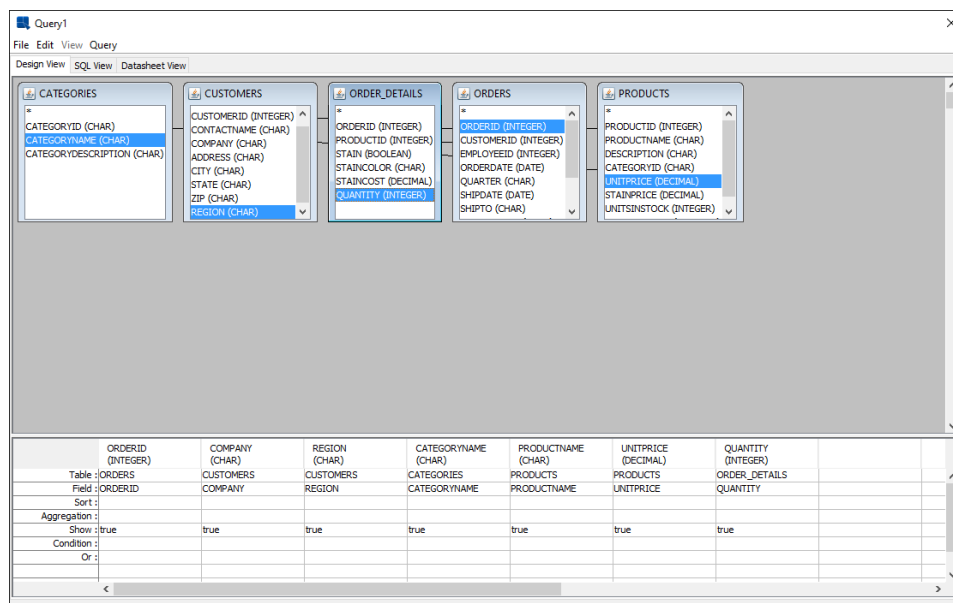 Query1
File Edit View Query
Design View SQL View Datasheet View
CATEGORIES
*
CATEGORYID (CHAR)
CATEGORYNAME (CHAR)
CATEGORYDESCRIPTION (CHAR)
CUSTOMERS
CUSTOMERID (INTEGER)
CONTACTNAME (CHAR)
COMPANY (CHAR)
ADDRESS (CHAR)
CITY (CHAR)
STATE (CHAR)
ZIP (CHAR)
REGION (CHAR)
ORDER_DETAILS
*
ORDERID (INTEGER)
PRODUCTID (INTEGER)
STAIN (BOOLEAN)
STAINCOLOR (CHAR)
STAINCOST (DECIMAL)
QUANTITY (INTEGER)
ORDERS
*
ORDERID (INTEGER)
CUSTOMERID (INTEGER)
EMPLOYEEID (INTEGER)
ORDERDATE (DATE)
QUARTER (CHAR)
SHIPDATE (DATE)
SHIPTO (CHAR)
PRODUCTS
*
PRODUCTID (INTEGER)
PRODUCTNAME (CHAR)
DESCRIPTION (CHAR)
CATEGORYID (CHAR)
UNITPRICE (DECIMAL)
STAINPRICE (DECIMAL)
UNITSINSTOCK (INTEGER)
ORDERID COMPANY REGION CATEGORYNAME PRODUCTNAME UNITPRICE QUANTITY
(INTEGER) (CHAR) (CHAR) (CHAR) (CHAR) (DECIMAL) (INTEGER)
Table : ORDERS CUSTOMERS CUSTOMERS CATEGORIES PRODUCTS PRODUCTS ORDER_DETAILS
Field : ORDERID COMPANY REGION CATEGORYNAME PRODUCTNAME UNITPRICE QUANTITY
Sort :
Aggregation :
Show : true true true true true true true
Condition :
Or :